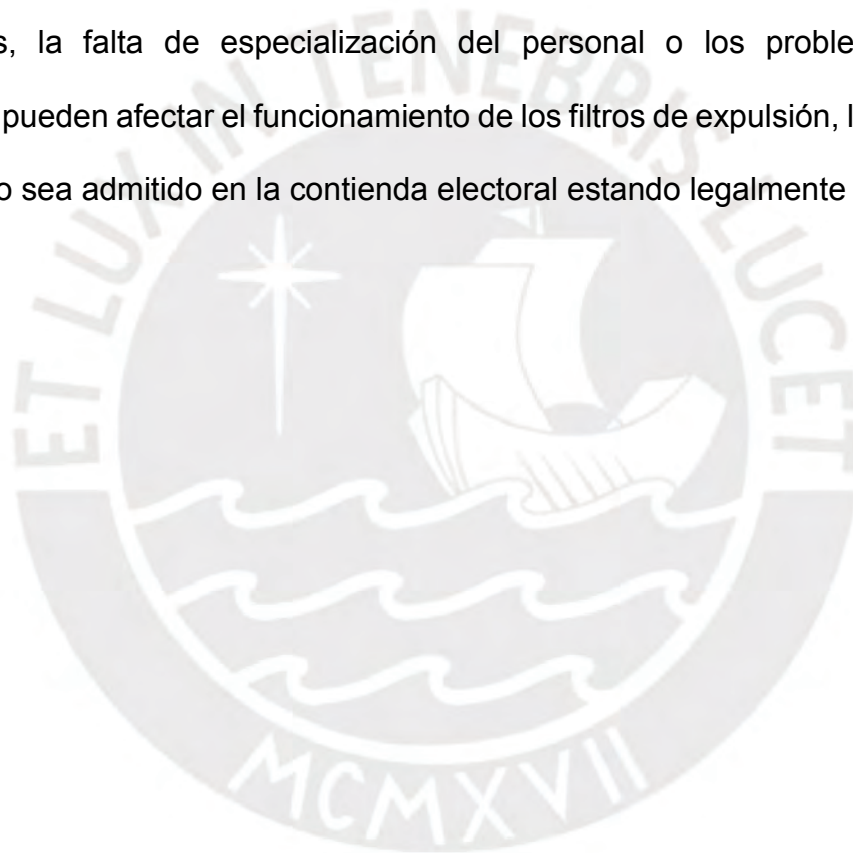 s, la falta de especialización del personal o los proble
pueden afectar el funcionamiento de los filtros de expulsión, l
o sea admitido en la contienda electoral estando legalmente
ET LUX IN TENEBRIS LUCET
MCMXVII